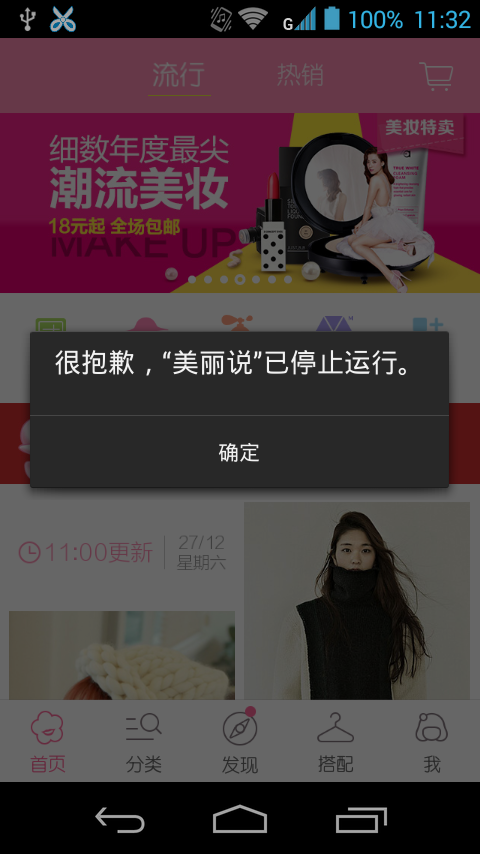 G 100% 11:32
流行 热销
美妆特卖
细数年度最尖
潮流美妆
18元起 全场包邮
MAKE UP
很抱歉，“美丽说”已停止运行。
确定
11:00更新
27/12
星期六
首页 分类 发现 搭配 我